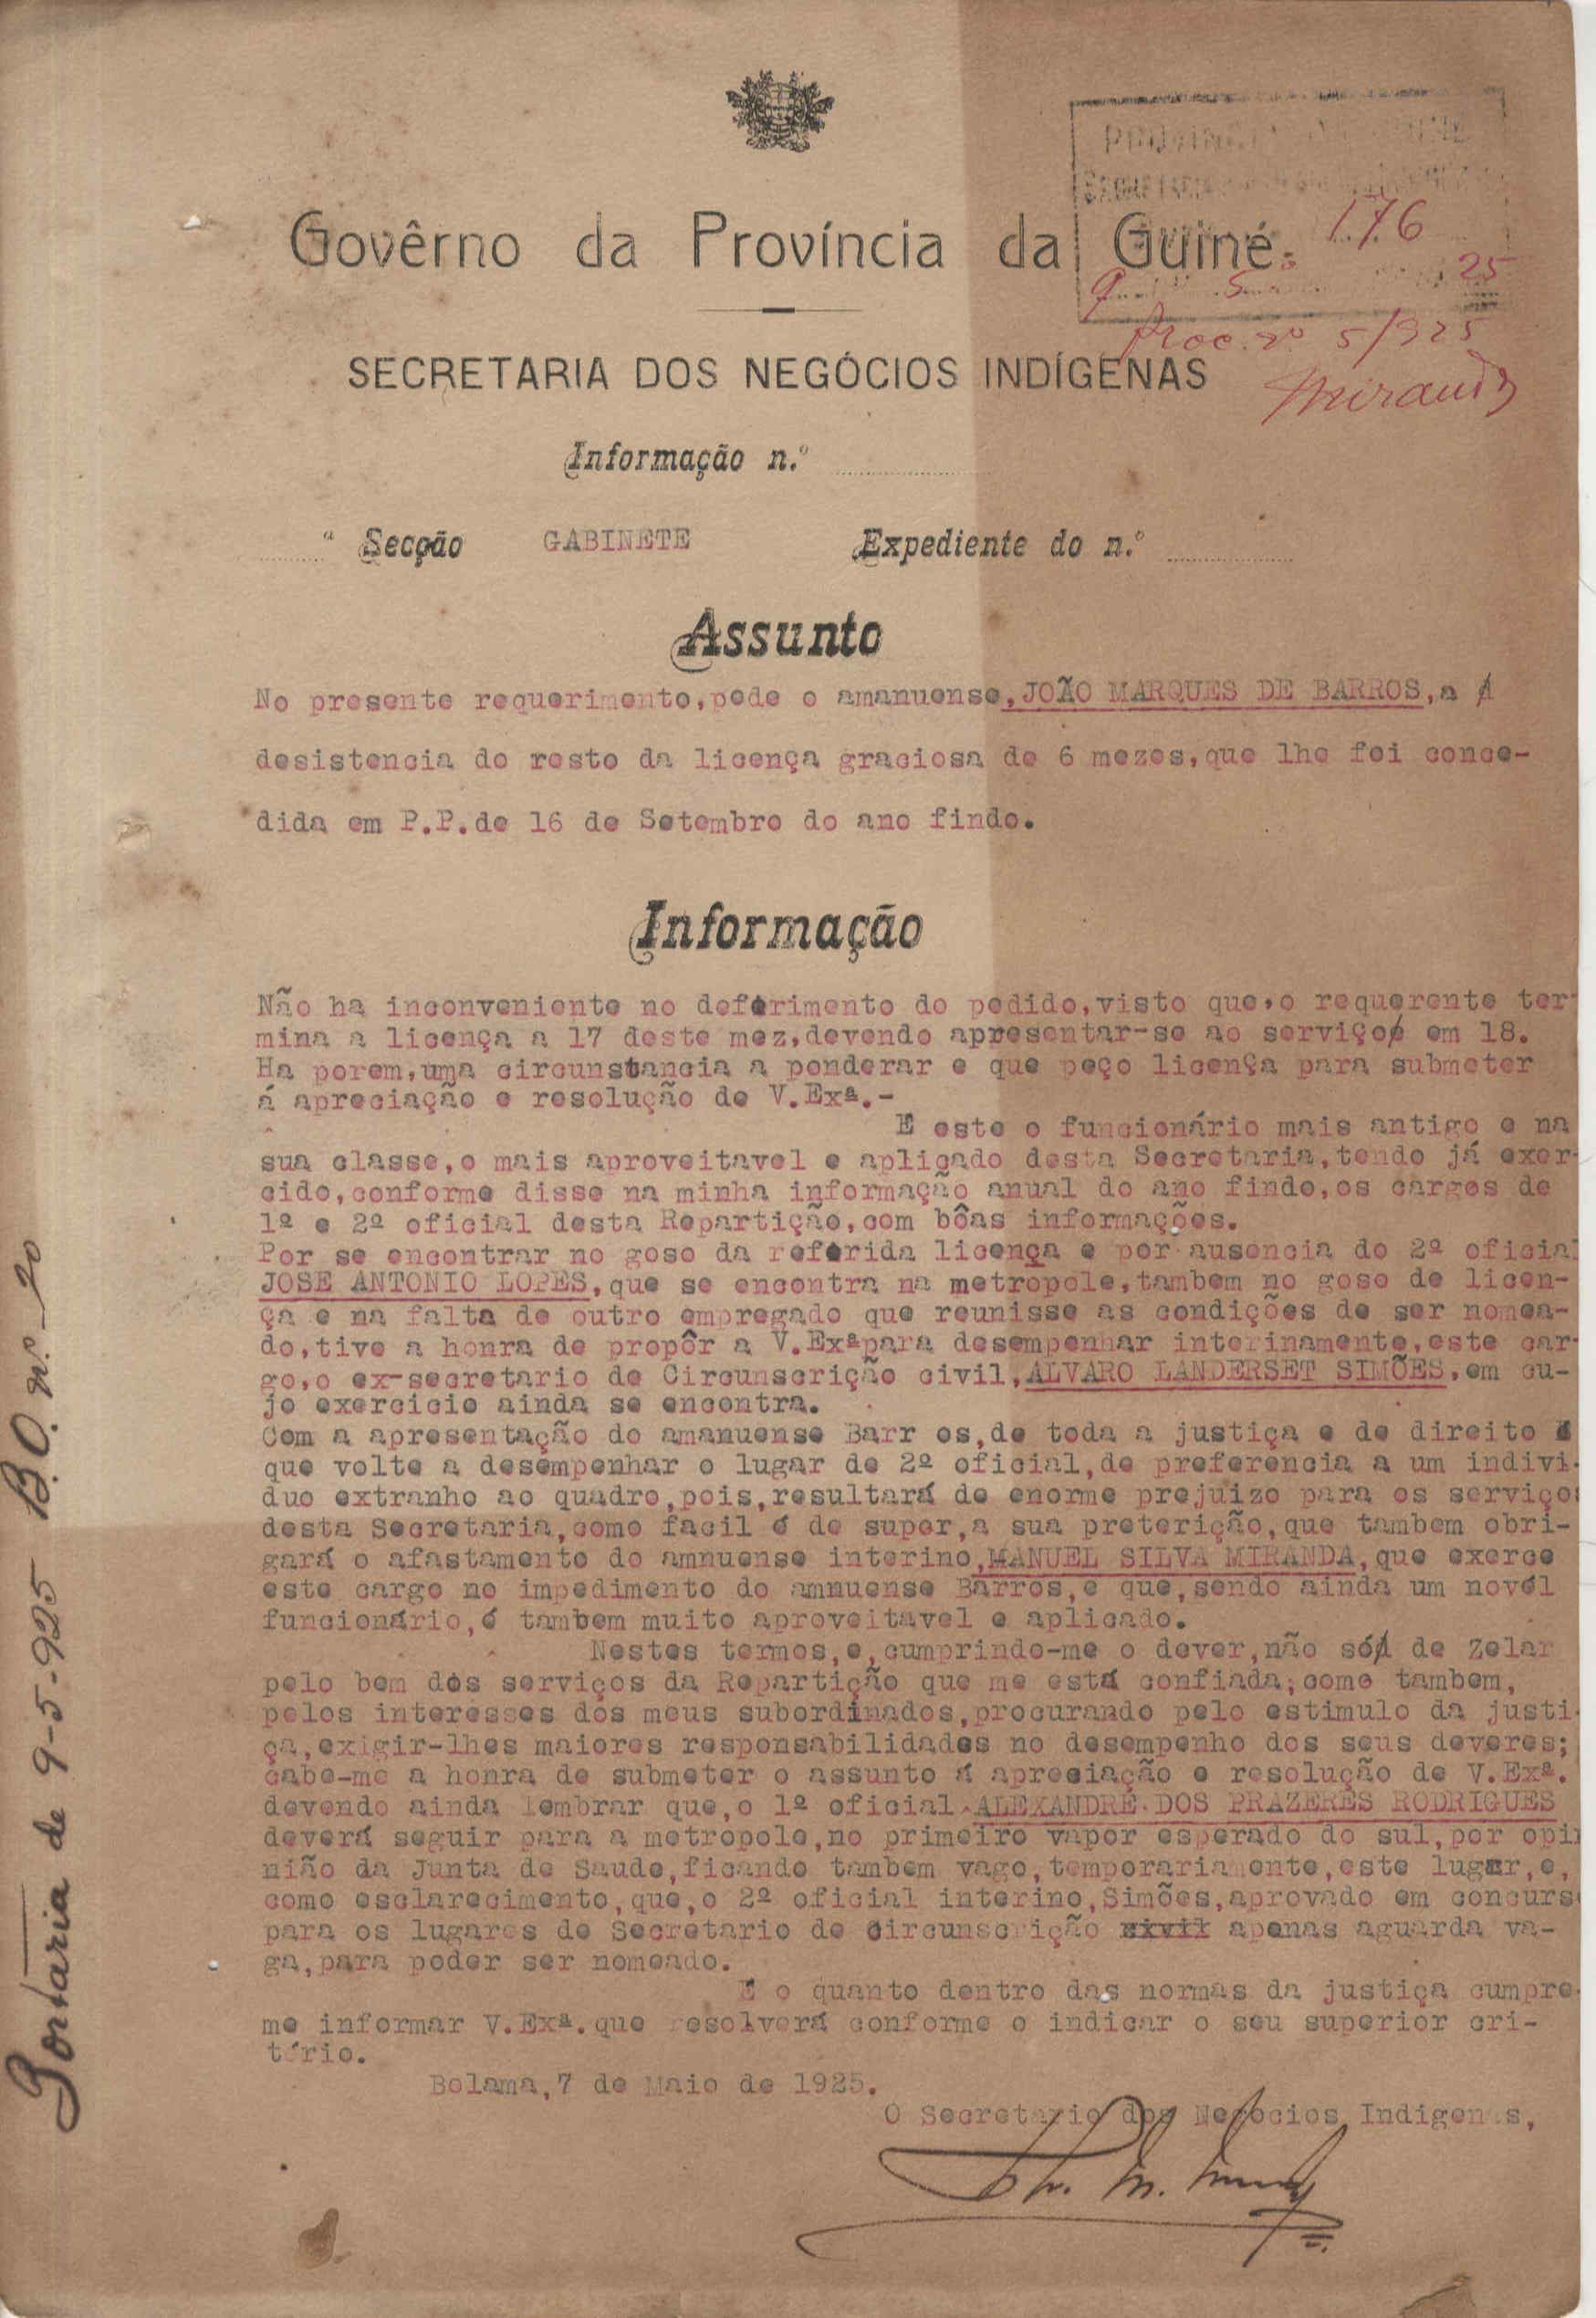 Govêrno da Província da Guiné.
176
9 5 25
Proc. nº 5/925
Miranda
SECRETARIA DOS NEGÓCIOS INDÍGENAS
Informação n.º
ª Secção GABINETE Expediente do n.º
Assunto
No presente requerimento,pede o amanuense,JOÃO MARQUES DE BARROS,a
desistencia do resto da licença graciosa de 6 mezes,que lhe foi conce-
dida em P.P.de 16 de Setembro do ano findo.
Informação
Não ha inconveniente no deferimento do pedido,visto que,o requerente ter-
mina a licença a 17 deste mez,devendo apresentar-se ao serviço em 18.
Ha porem,uma circunstancia a ponderar e que peço licença para submeter
á apreciação e resolução de V.Exª.-
E este o funcionário mais antigo e na
sua classe,o mais aproveitavel e aplicado desta Secretaria,tendo já exer-
cido,conforme disse na minha informação anual do ano findo,os cargos de
1º e 2º oficial desta Repartição,com bôas informações.
Por se encontrar no goso da referida licença e por ausencia do 2º oficial
JOSE ANTONIO LOPES,que se encontra na metropole,tambem no goso de licen-
ça e na falta de outro empregado que reunisse as condições de ser nomea-
do,tive a honra de propôr a V.Exªpara desempenhar interinamente,este car-
go,o ex-secretario de Circunscrição civil,ALVARO LANDERSET SIMÕES,em cu-
jo exercicio ainda se encontra.
Com a apresentação do amanuense Barr os,de toda a justiça e de direito é
que volte a desempenhar o lugar de 2º oficial,de preferencia a um indivi-
duo extranho ao quadro,pois,resultará de enorme prejuizo para os serviços
desta Secretaria,como facil é de supor,a sua preterição,que tambem obri-
gará o afastamento do amnuense interino,MANUEL SILVA MIRANDA,que exerce
este cargo no impedimento do amnuense Barros,e que,sendo ainda um novél
funcionário,é tambem muito aproveitavel e aplicado.
Nestes termos,e,cumprindo-me o dever,não só de zelar
pelo bem dos serviços da Repartição que me está confiada;como tambem,
pelos interesses dos meus subordinados,procurando pelo estimulo da justi-
ça,exigir-lhes maiores responsabilidades no desempenho dos seus deveres;
cabe-me a honra de submeter o assunto á apreciação e resolução de V.Exª.
devendo ainda lembrar que,o 1º oficial ALEXANDRE DOS PRAZERES RODRIGUES
deverá seguir para a metropole,no primeiro vapor esperado do sul,por opi
nião da Junta de Saude,ficando tambem vago,temporariamente,este lugar,e,
como esclarecimento,que,o 2º oficial interino,Simões,aprovado em concurs
para os lugares de Secretario de Circunscrição civil apenas aguarda va-
ga,para poder ser nomeado.
E o quanto dentro das normas da justiça cumpre-
me informar V.Exª.que resolverá conforme o indicar o seu superior cri-
tério.
Bolama,7 de Maio de 1925.
O Secretario dos Negocios Indigenas,
Portaria de 9-5-925 B.O. nº 20